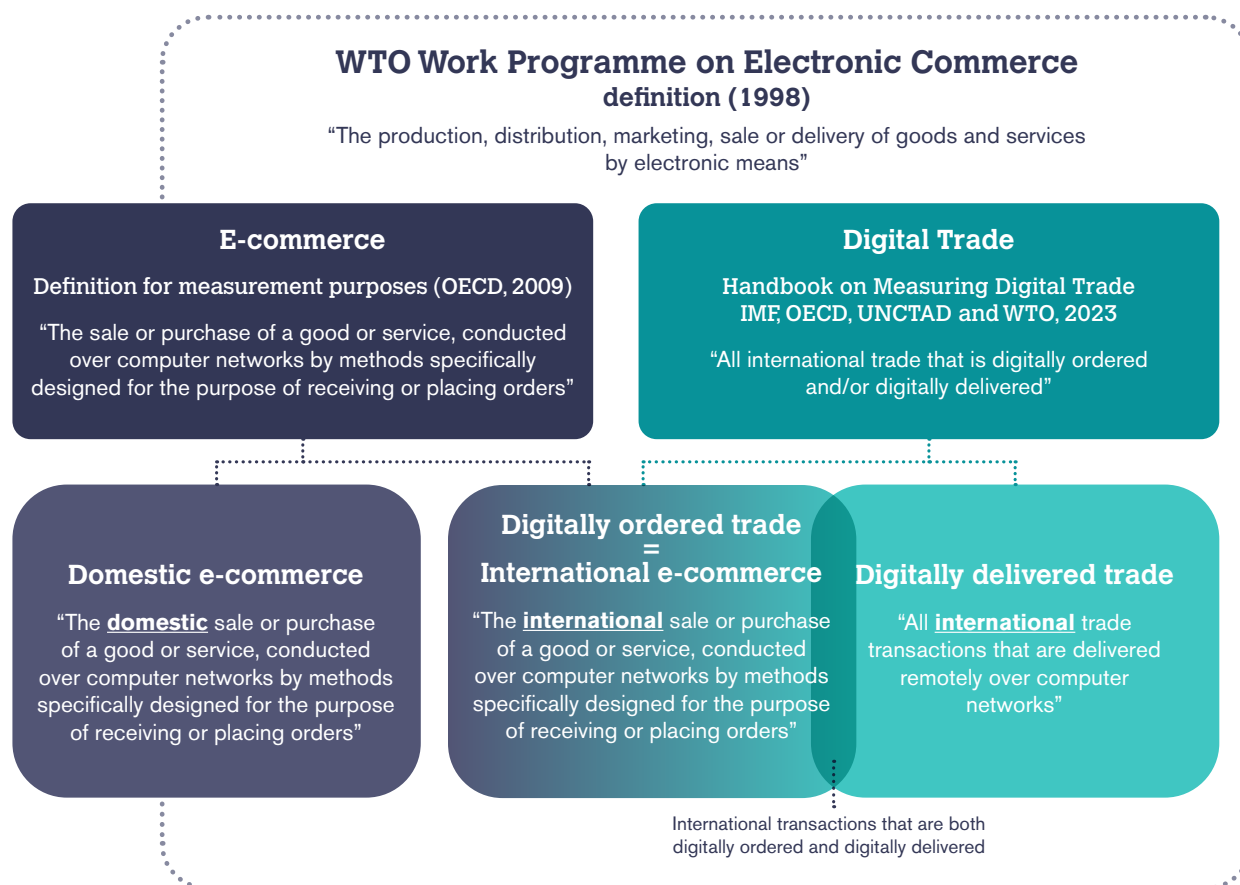 WTO Work Programme on Electronic Commerce
definition (1998)
“The production, distribution, marketing, sale or delivery of goods and services
by electronic means”
E-commerce
Definition for measurement purposes (OECD, 2009)
“The sale or purchase of a good or service, conducted
over computer networks by methods specifically
designed for the purpose of receiving or placing orders”
Digital Trade
Handbook on Measuring Digital Trade
IMF, OECD, UNCTAD and WTO, 2023
“All international trade that is digitally ordered
and/or digitally delivered”
Domestic e-commerce
“The domestic sale or purchase
of a good or service, conducted
over computer networks by methods
specifically designed for the purpose
of receiving or placing orders”
Digitally ordered trade
=
International e-commerce
“The international sale or purchase
of a good or service, conducted
over computer networks by methods
specifically designed for the purpose
of receiving or placing orders”
Digitally delivered trade
“All international trade
transactions that are delivered
remotely over computer
networks”
International transactions that are both
digitally ordered and digitally delivered